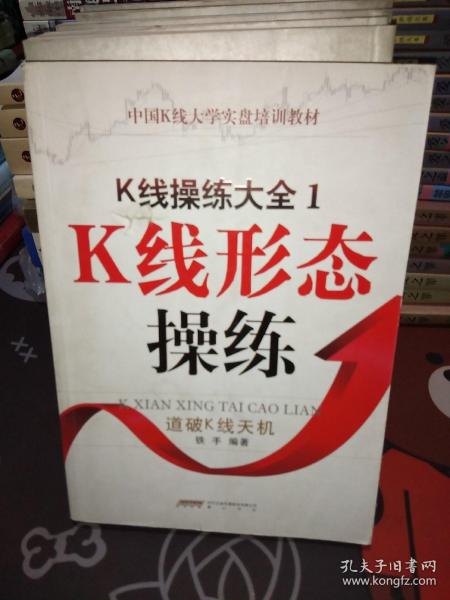 中国K线大学实盘培训教材
K线操练大全1
K线形态
操练
K XIAN XING TAI CAO LIAN
道破K线天机
铁手 编著
孔夫子旧书网
www.kongfz.com